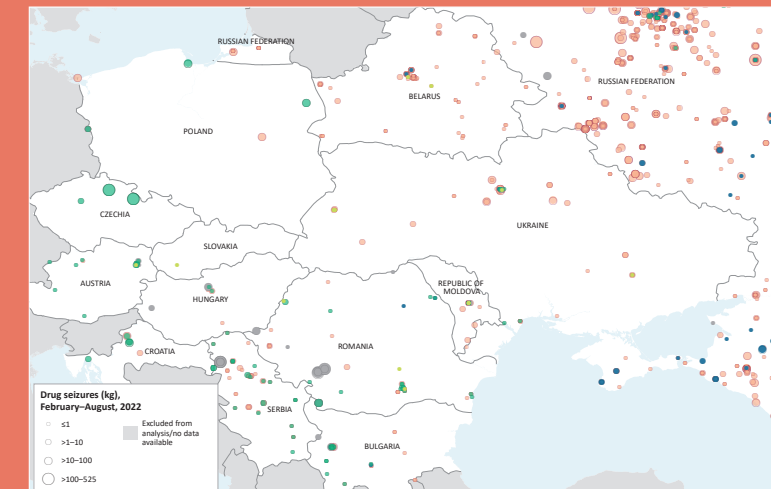 RUSSIAN FEDERATION
RUSSIAN FEDERATION
BELARUS
POLAND
CZECHIA
UKRAINE
SLOVAKIA
AUSTRIA
REPUBLIC OF
MOLDOVA
HUNGARY
ROMANIA
CROATIA
SERBIA
BULGARIA
Drug seizures (kg),
February–August, 2022
≤1
>1–10
>10–100
>100–525
Excluded from
analysis/no data
available